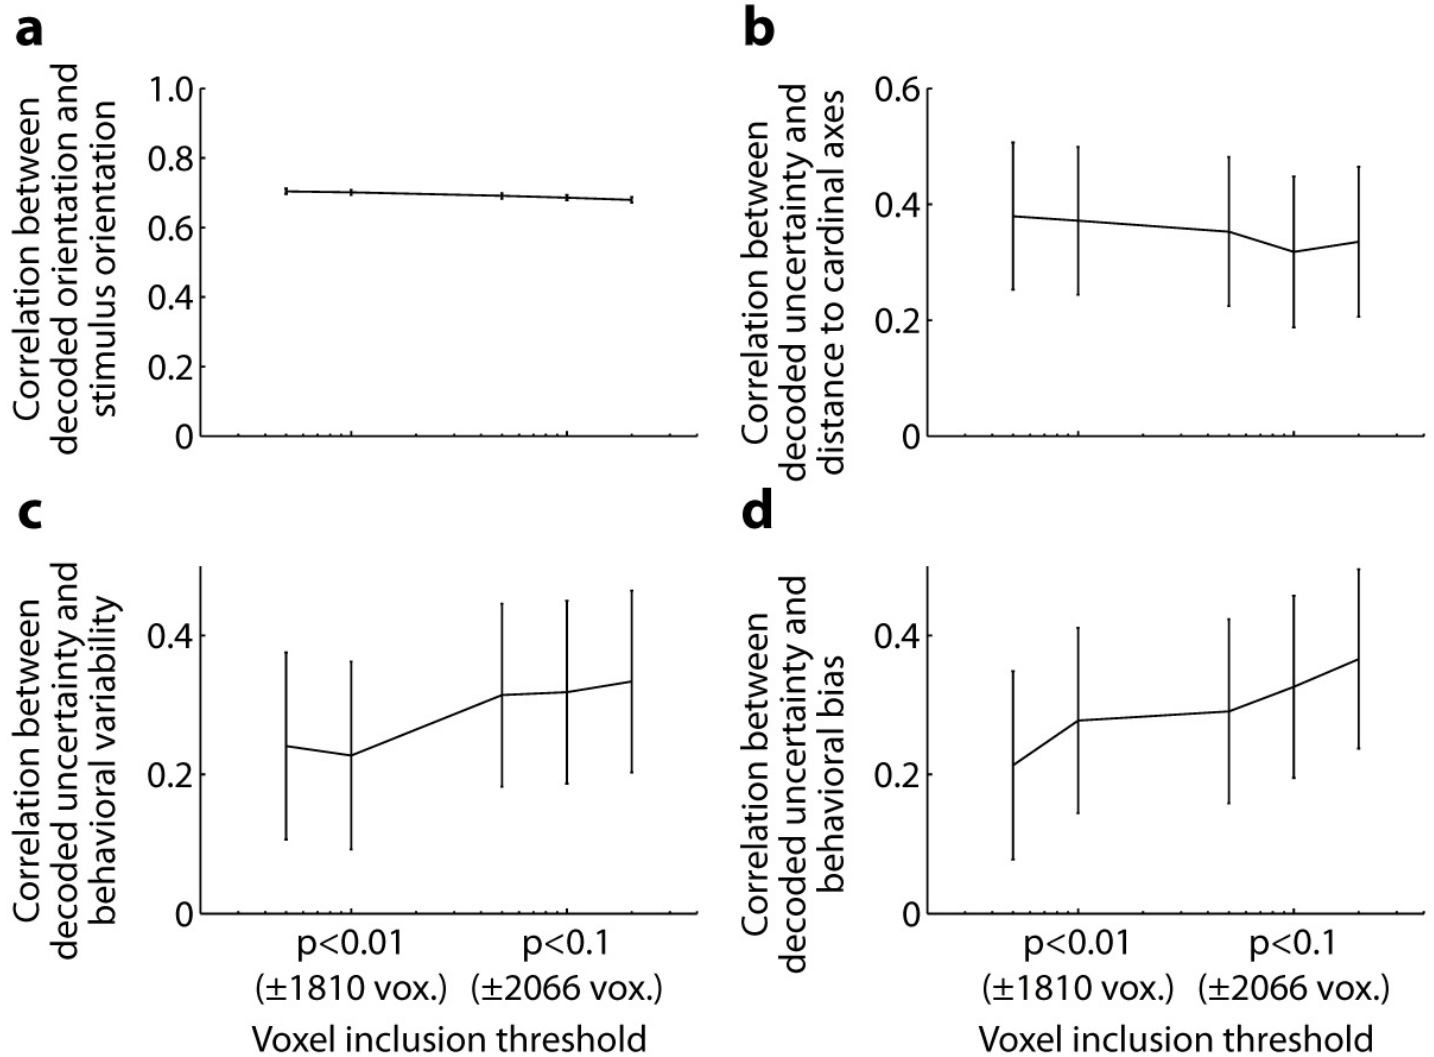 a
Correlation between
decoded orientation and
stimulus orientation
1.0
0.8
0.6
0.4
0.2
0
b
Correlation between
decoded uncertainty and
distance to cardinal axes
0.6
0.4
0.2
0
c
Correlation between
decoded uncertainty and
behavioral variability
0.4
0.2
0
p<0.01
(±1810 vox.)
p<0.1
(±2066 vox.)
Voxel inclusion threshold
d
Correlation between
decoded uncertainty and
behavioral bias
0.4
0.2
0
p<0.01
(±1810 vox.)
p<0.1
(±2066 vox.)
Voxel inclusion threshold